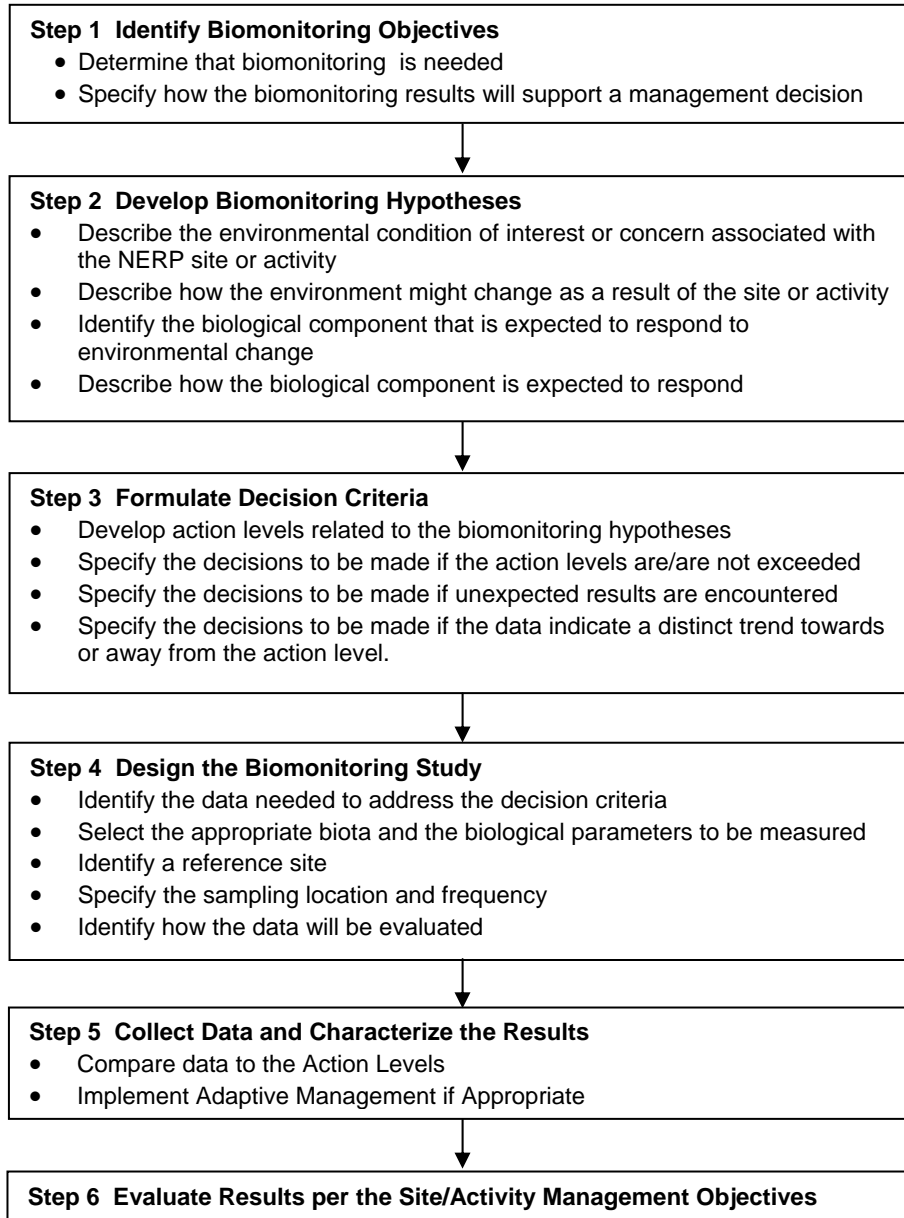 Step 1 Identify Biomonitoring Objectives
• Determine that biomonitoring is needed
• Specify how the biomonitoring results will support a management decision
Step 2 Develop Biomonitoring Hypotheses
• Describe the environmental condition of interest or concern associated with
the NERP site or activity
• Describe how the environment might change as a result of the site or activity
• Identify the biological component that is expected to respond to
environmental change
• Describe how the biological component is expected to respond
Step 3 Formulate Decision Criteria
• Develop action levels related to the biomonitoring hypotheses
• Specify the decisions to be made if the action levels are/are not exceeded
• Specify the decisions to be made if unexpected results are encountered
• Specify the decisions to be made if the data indicate a distinct trend towards
or away from the action level.
Step 4 Design the Biomonitoring Study
• Identify the data needed to address the decision criteria
• Select the appropriate biota and the biological parameters to be measured
• Identify a reference site
• Specify the sampling location and frequency
• Identify how the data will be evaluated
Step 5 Collect Data and Characterize the Results
• Compare data to the Action Levels
• Implement Adaptive Management if Appropriate
Step 6 Evaluate Results per the Site/Activity Management Objectives